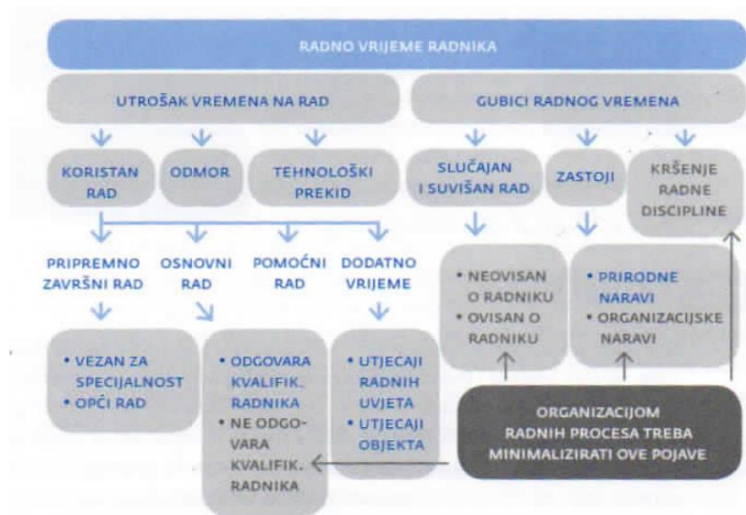 RADNO VRIJEME RADNIKA
UTROŠAK VREMENA NA RAD
GUBICI RADNOG VREMENA
KORISTAN
RAD
ODMOR
TEHNOLOŠKI
PREKID
SLUČAJAN
I SUVIŠAN RAD
ZASTOJI
KRŠENJE
RADNE
DISCIPLINE
PRIPREMNO
ZAVRŠNI RAD
OSNOVNI
RAD
POMOĆNI
RAD
DODATNO
VRIJEME
• NEOVISAN
O RADNIKU
• OVISAN O
RADNIKU
• PRIRODNE
NARAVI
• ORGANIZACIJSKE
NARAVI
• VEZAN ZA
SPECIJALNOST
• OPĆI RAD
• ODGOVARA
KVALIFIK.
RADNIKA
• NE ODGO-
VARA
KVALIFIK.
RADNIKA
• UTJECAJI
RADNIH
UVJETA
• UTJECAJI
OBJEKTA
ORGANIZACIJOM
RADNIH PROCESA TREBA
MINIMALIZIRATI OVE POJAVE